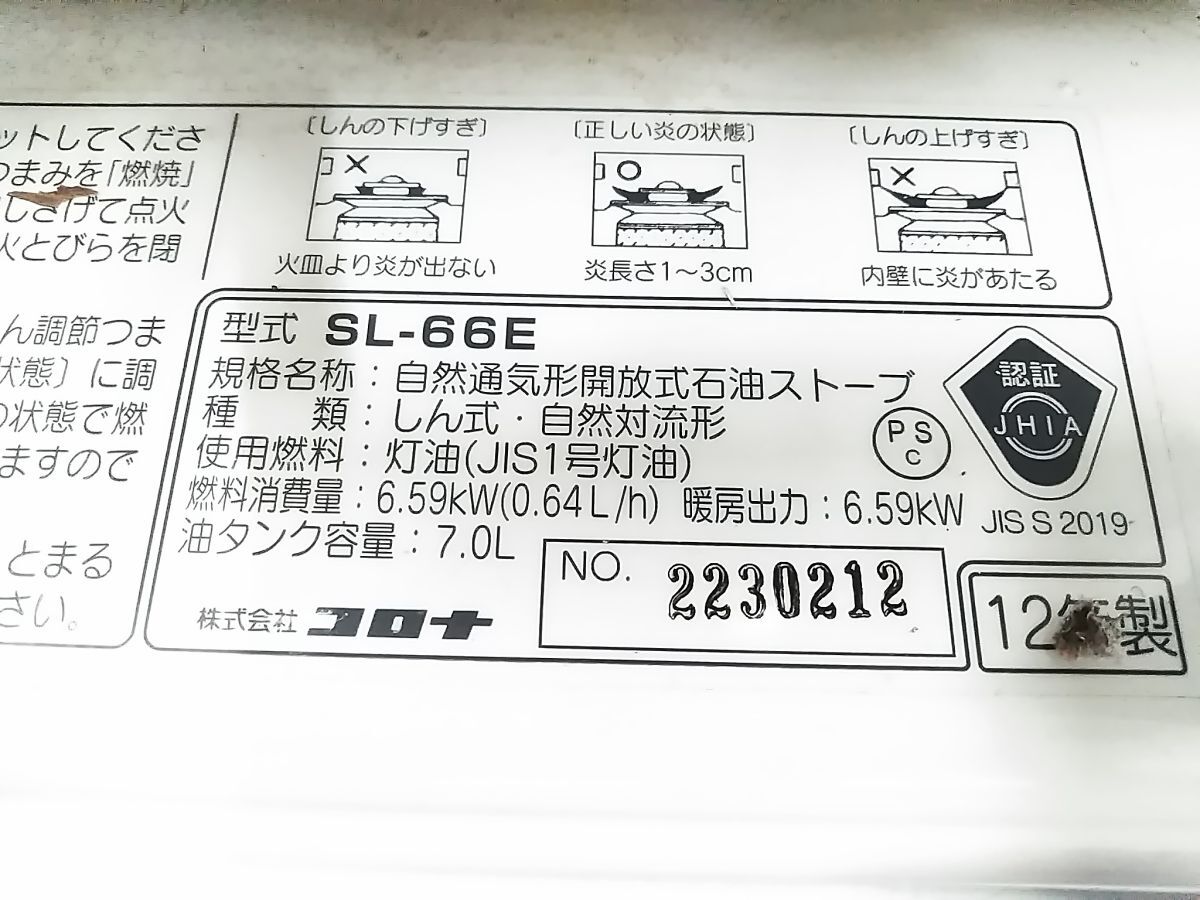 ットしてくださ
つまみを「燃焼」
しさげて点火
火とびらを閉
ん調節つま
状態〕に調
の状態で燃
ますので
とまる
さい。
〔しんの下げすぎ〕
火皿より炎が出ない
〔正しい炎の状態〕
炎長さ1～3cm
〔しんの上げすぎ〕
内壁に炎があたる
型式 SL-66E
規格名称：自然通気形開放式石油ストーブ
種　類：しん式・自然対流形
使用燃料：灯油(JIS1号灯油)
燃料消費量：6.59kW(0.64L/h) 暖房出力：6.59kW
油タンク容量：7.0L
株式会社 コロナ
PS
C
認証
JHIA
JIS S 2019
NO. 2230212
12年製